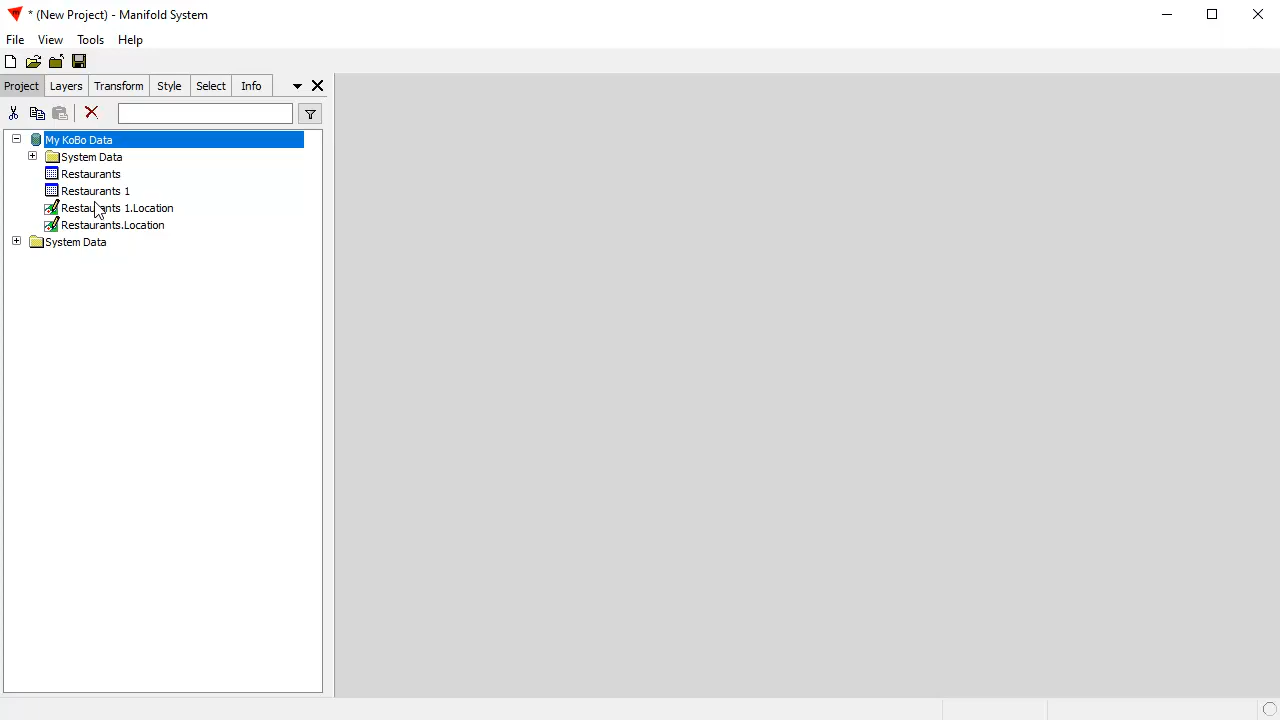 * (New Project) - Manifold System
File View Tools Help
Project Layers Transform Style Select Info
My KoBo Data
System Data
Restaurants
Restaurants 1
Restaurants 1.Location
Restaurants.Location
System Data